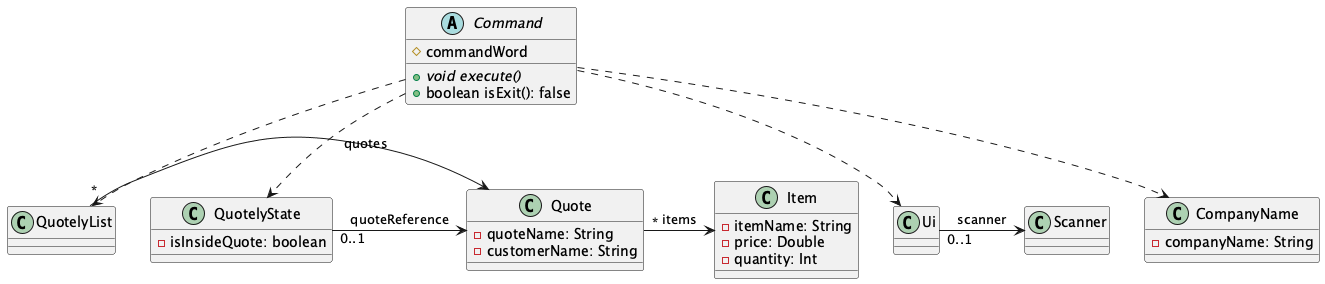 A Command
commandWord
void execute()
boolean isExit(): false
quotes
*
C QuotelyList
C QuotelyState
isInsideQuote: boolean
quoteReference
0..1
C Quote
quoteName: String
customerName: String
* items
C Item
itemName: String
price: Double
quantity: Int
C Ui
scanner
0..1
C Scanner
C CompanyName
companyName: String